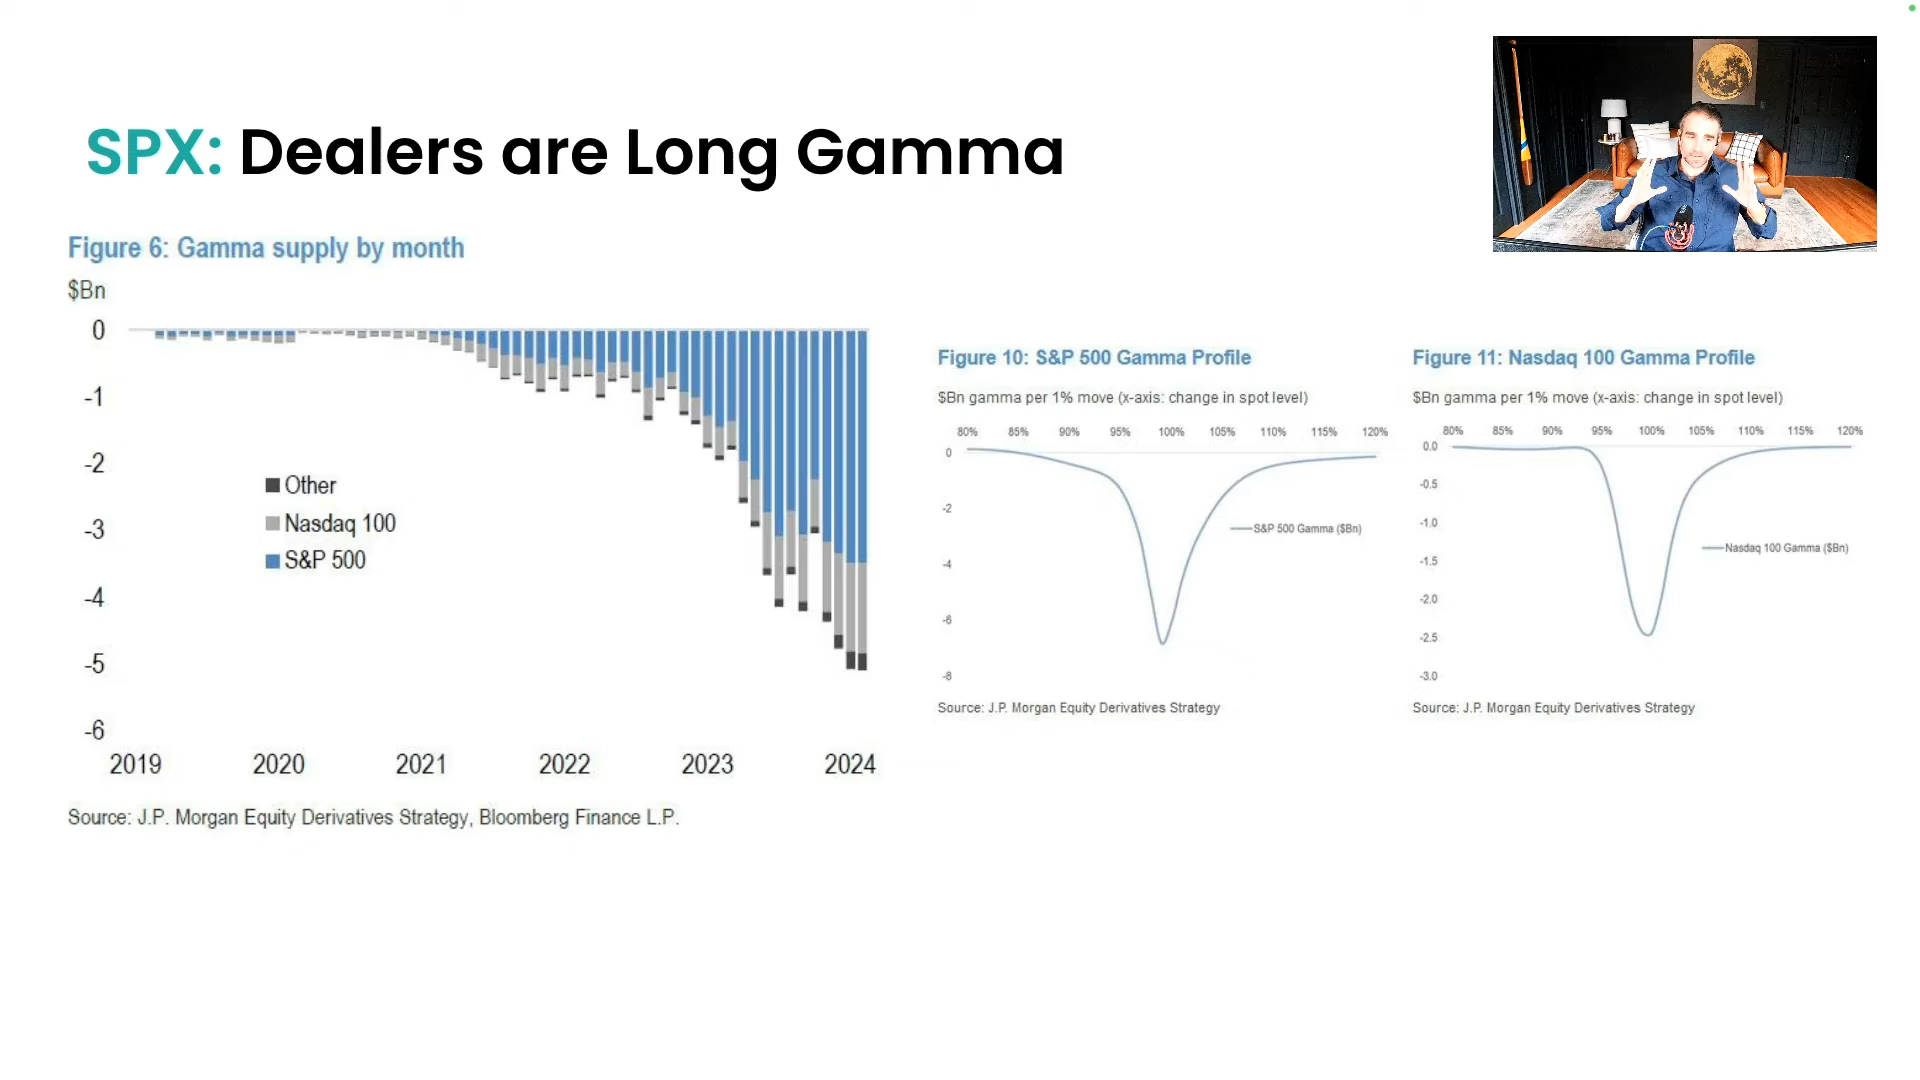 SPX: Dealers are Long Gamma
Figure 6: Gamma supply by month
$Bn
0
-1
-2
-3
-4
-5
-6
Other
Nasdaq 100
S&P 500
2019 2020 2021 2022 2023 2024
Source: J.P. Morgan Equity Derivatives Strategy, Bloomberg Finance L.P.
Figure 10: S&P 500 Gamma Profile
$Bn gamma per 1% move (x-axis: change in spot level)
80% 85% 90% 95% 100% 105% 110% 115% 120%
0
-2
-4
-6
-8
S&P 500 Gamma ($Bn)
Source: J.P. Morgan Equity Derivatives Strategy
Figure 11: Nasdaq 100 Gamma Profile
$Bn gamma per 1% move (x-axis: change in spot level)
80% 85% 90% 95% 100% 105% 110% 115% 120%
0.0
-0.5
-1.0
-1.5
-2.0
-2.5
-3.0
Nasdaq 100 Gamma ($Bn)
Source: J.P. Morgan Equity Derivatives Strategy